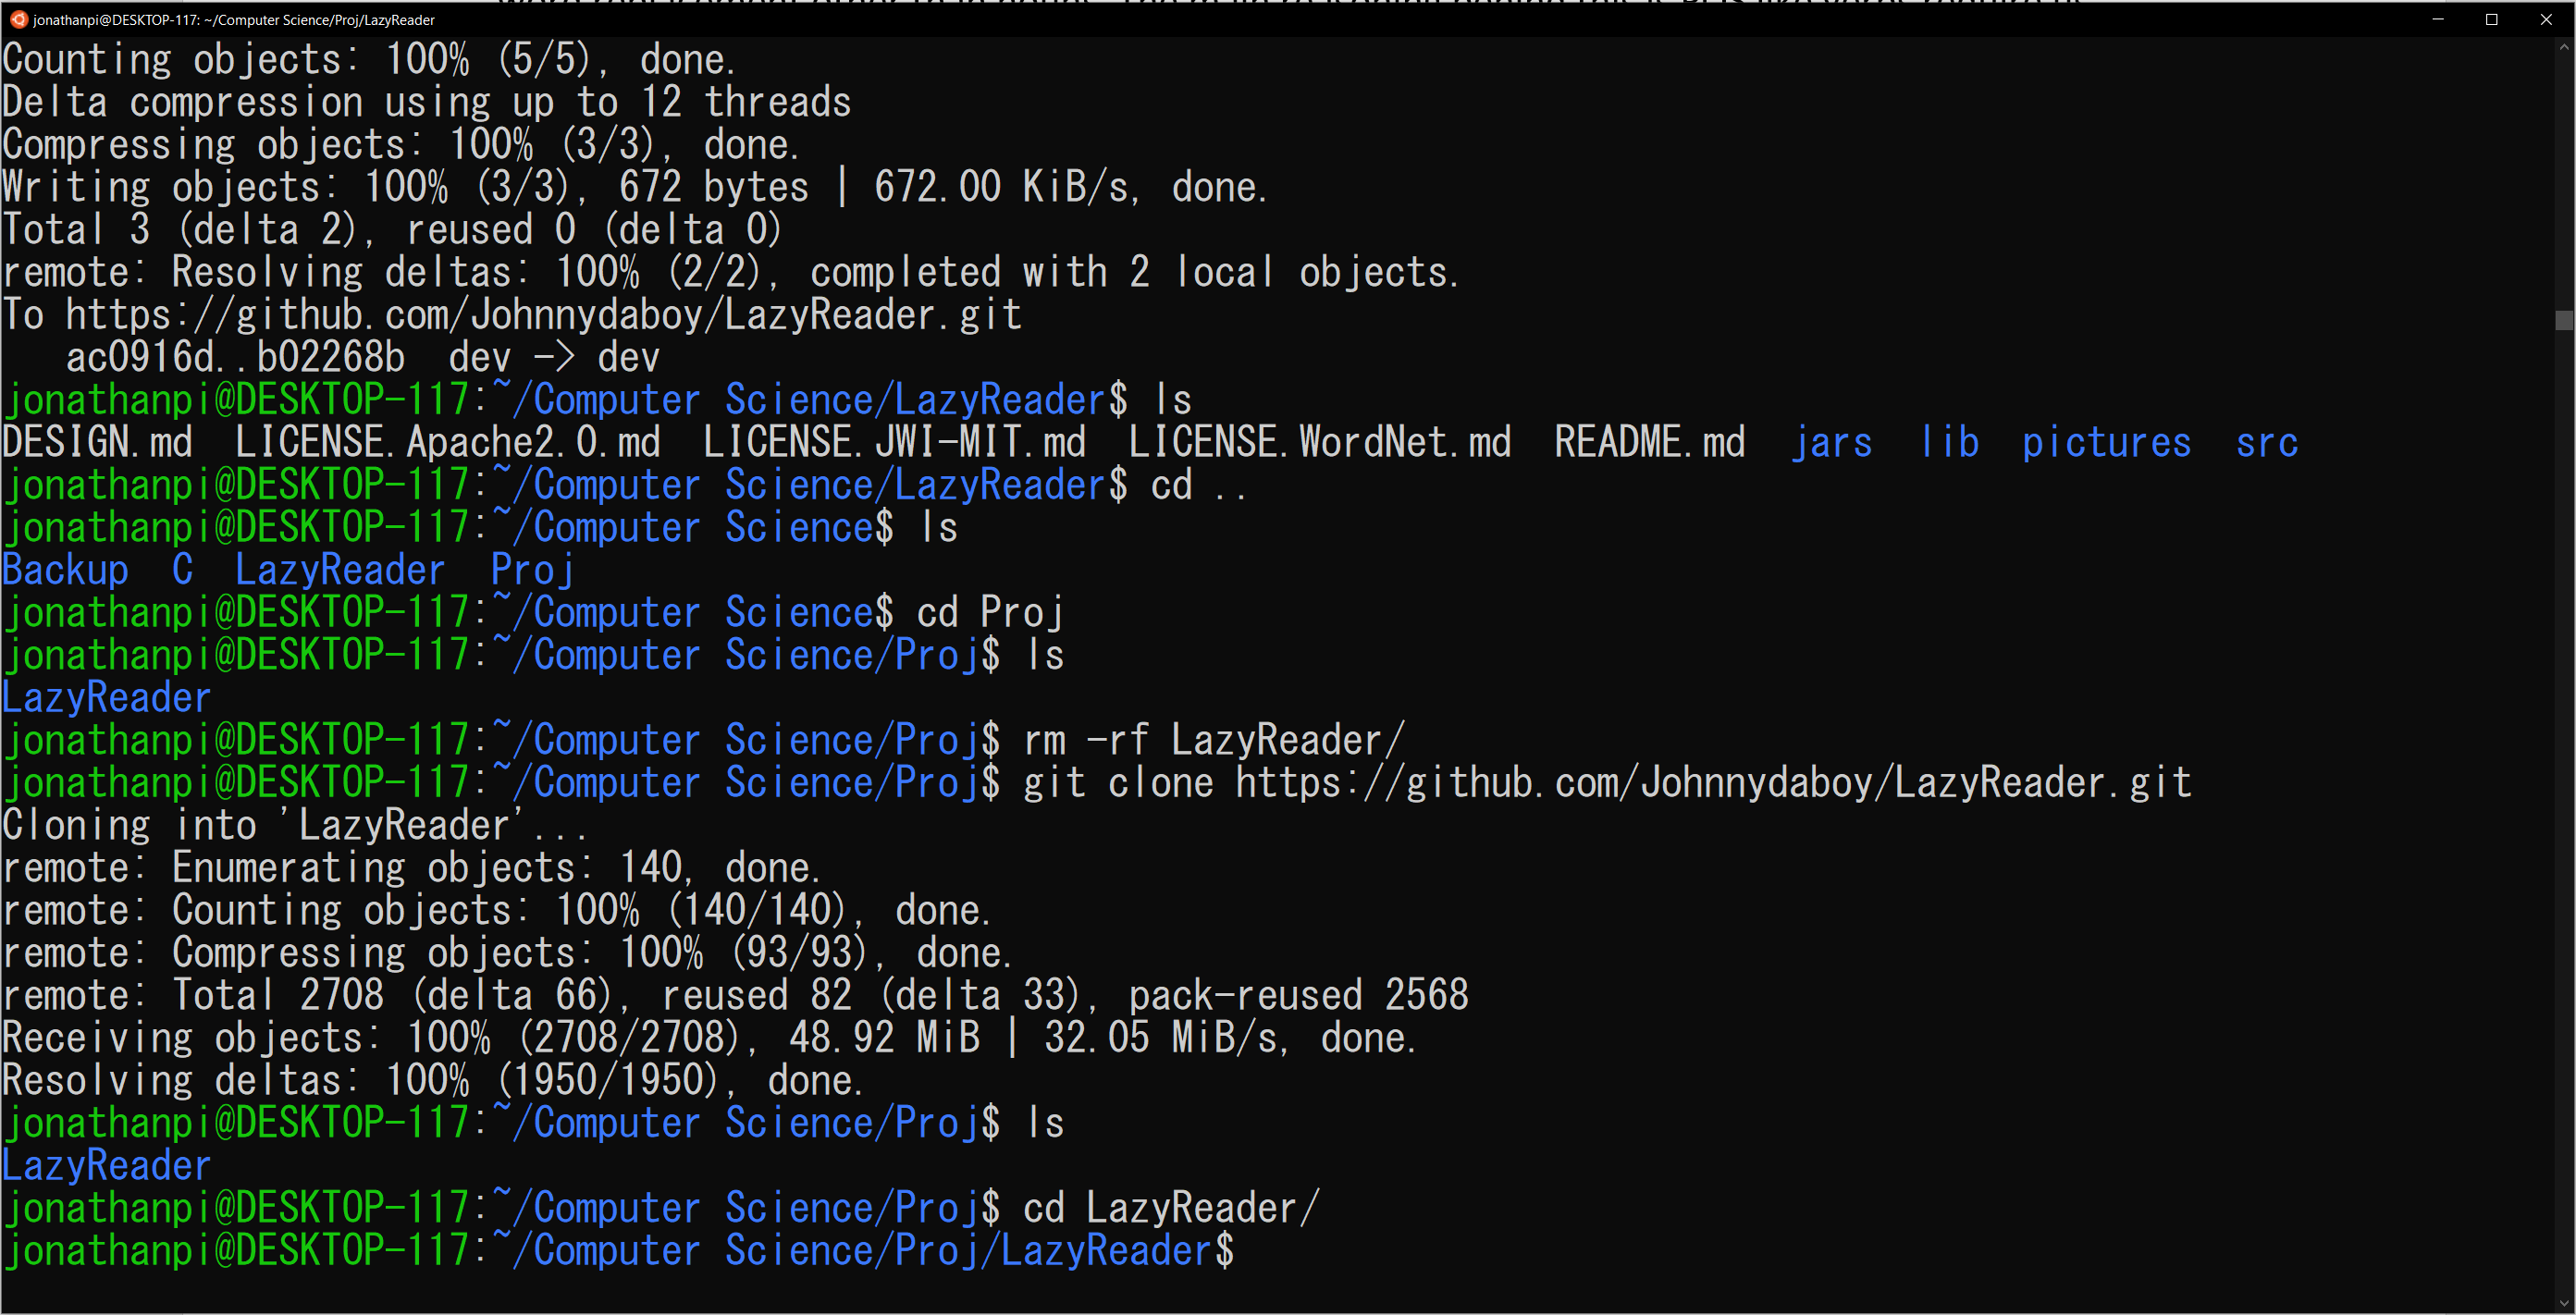 jonathanpi@DESKTOP-117: ~/Computer Science/Proj/LazyReader
Counting objects: 100% (5/5), done.
Delta compression using up to 12 threads
Compressing objects: 100% (3/3), done.
Writing objects: 100% (3/3), 672 bytes | 672.00 KiB/s, done.
Total 3 (delta 2), reused 0 (delta 0)
remote: Resolving deltas: 100% (2/2), completed with 2 local objects.
To https://github.com/Johnnydaboy/LazyReader.git
   ac0916d..b02268b  dev -> dev
jonathanpi@DESKTOP-117:~/Computer Science/LazyReader$ ls
DESIGN.md  LICENSE.Apache2.0.md  LICENSE.JWI-MIT.md  LICENSE.WordNet.md  README.md  jars  lib  pictures  src
jonathanpi@DESKTOP-117:~/Computer Science/LazyReader$ cd ..
jonathanpi@DESKTOP-117:~/Computer Science$ ls
Backup  C  LazyReader  Proj
jonathanpi@DESKTOP-117:~/Computer Science$ cd Proj
jonathanpi@DESKTOP-117:~/Computer Science/Proj$ ls
LazyReader
jonathanpi@DESKTOP-117:~/Computer Science/Proj$ rm -rf LazyReader/
jonathanpi@DESKTOP-117:~/Computer Science/Proj$ git clone https://github.com/Johnnydaboy/LazyReader.git
Cloning into 'LazyReader'...
remote: Enumerating objects: 140, done.
remote: Counting objects: 100% (140/140), done.
remote: Compressing objects: 100% (93/93), done.
remote: Total 2708 (delta 66), reused 82 (delta 33), pack-reused 2568
Receiving objects: 100% (2708/2708), 48.92 MiB | 32.05 MiB/s, done.
Resolving deltas: 100% (1950/1950), done.
jonathanpi@DESKTOP-117:~/Computer Science/Proj$ ls
LazyReader
jonathanpi@DESKTOP-117:~/Computer Science/Proj$ cd LazyReader/
jonathanpi@DESKTOP-117:~/Computer Science/Proj/LazyReader$